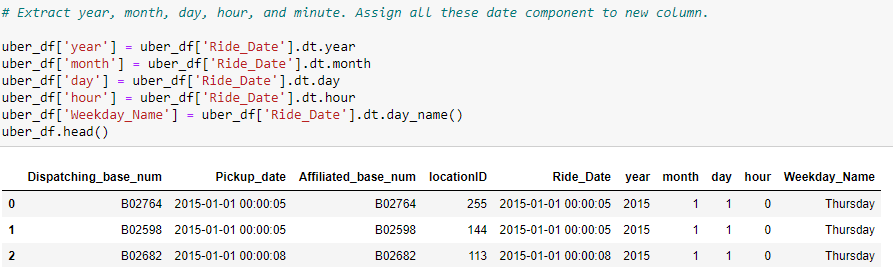 # Extract year, month, day, hour, and minute. Assign all these date component to new column.
uber_df['year'] = uber_df['Ride_Date'].dt.year
uber_df['month'] = uber_df['Ride_Date'].dt.month
uber_df['day'] = uber_df['Ride_Date'].dt.day
uber_df['hour'] = uber_df['Ride_Date'].dt.hour
uber_df['Weekday_Name'] = uber_df['Ride_Date'].dt.day_name()
uber_df.head()
Dispatching_base_num Pickup_date Affiliated_base_num locationID Ride_Date year month day hour Weekday_Name
0 B02764 2015-01-01 00:00:05 B02764 255 2015-01-01 00:00:05 2015 1 1 0 Thursday
1 B02598 2015-01-01 00:00:05 B02598 144 2015-01-01 00:00:05 2015 1 1 0 Thursday
2 B02682 2015-01-01 00:00:08 B02682 113 2015-01-01 00:00:08 2015 1 1 0 Thursday